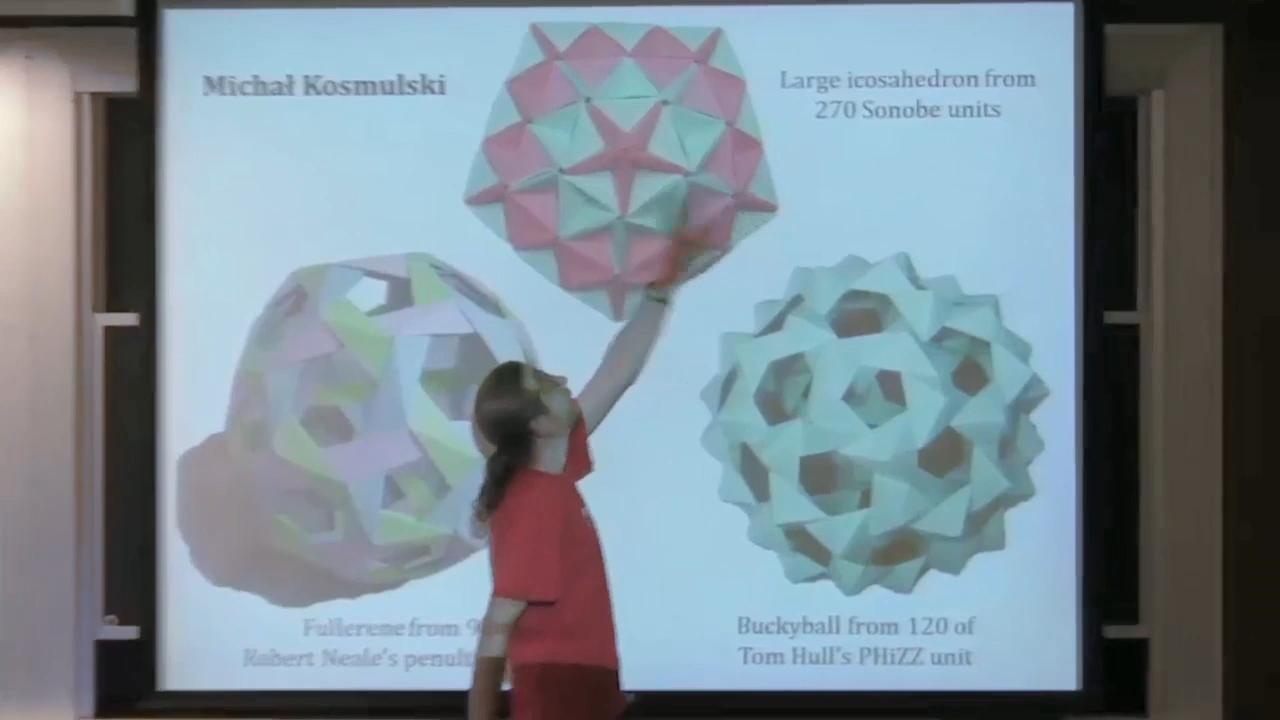 Michał Kosmulski
Large icosahedron from
270 Sonobe units
Fullerene from
Robert Neale's
Buckyball from 120 of
Tom Hull's PHiZZ unit